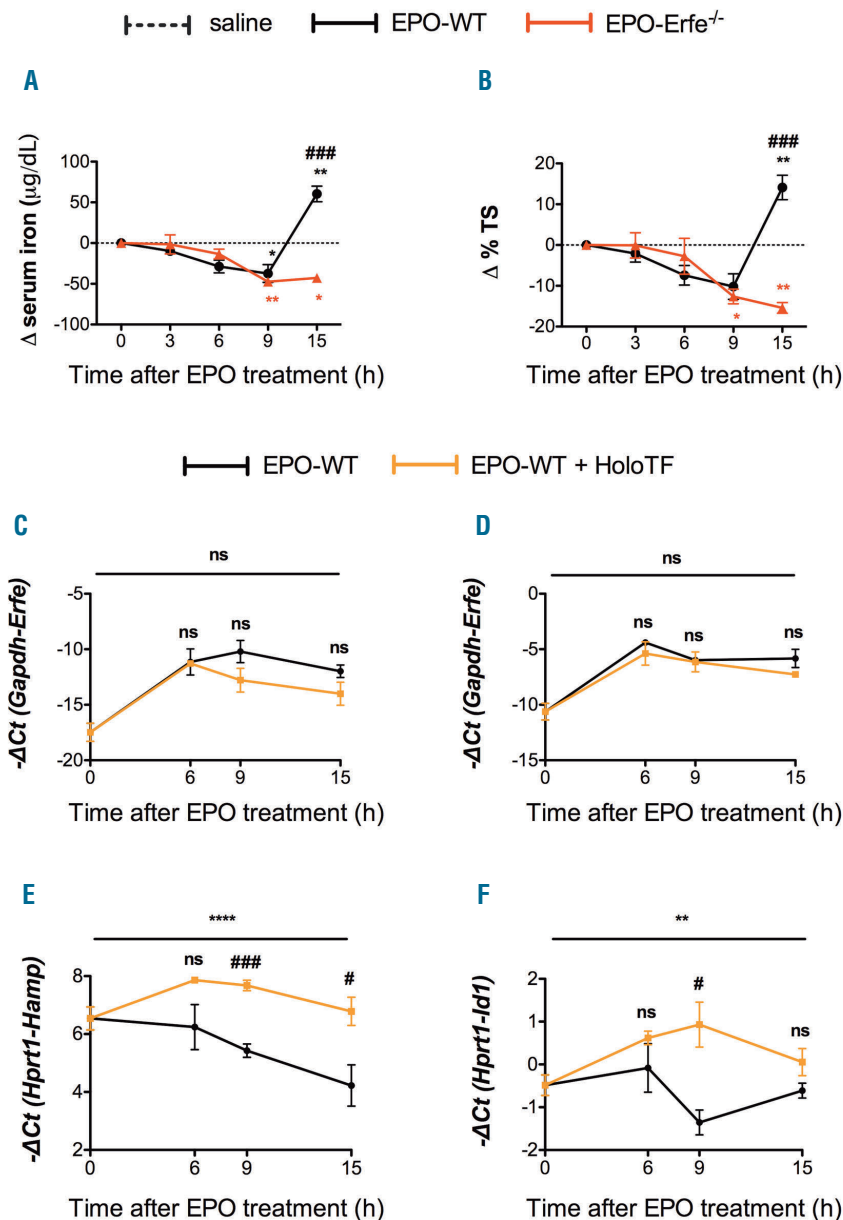 saline EPO-WT EPO-Erfe-/-
A
Δ serum iron (μg/dL)
100
50
0
-50
-100
###
**
*
**
*
0 3 6 9 15
Time after EPO treatment (h)
B
Δ % TS
20
10
0
-10
-20
###
**
**
*
0 3 6 9 15
Time after EPO treatment (h)
EPO-WT EPO-WT + HoloTF
C
-ΔCt (Gapdh-Erfe)
ns
-5
-10
-15
-20
ns ns ns
0 6 9 15
Time after EPO treatment (h)
D
-ΔCt (Gapdh-Erfe)
ns
0
-5
-10
-15
ns ns ns
0 6 9 15
Time after EPO treatment (h)
E
-ΔCt (Hprt1-Hamp)
****
8
6
4
2
ns ### #
0 6 9 15
Time after EPO treatment (h)
F
-ΔCt (Hprt1-Id1)
**
2
1
0
-1
-2
ns # ns
0 6 9 15
Time after EPO treatment (h)